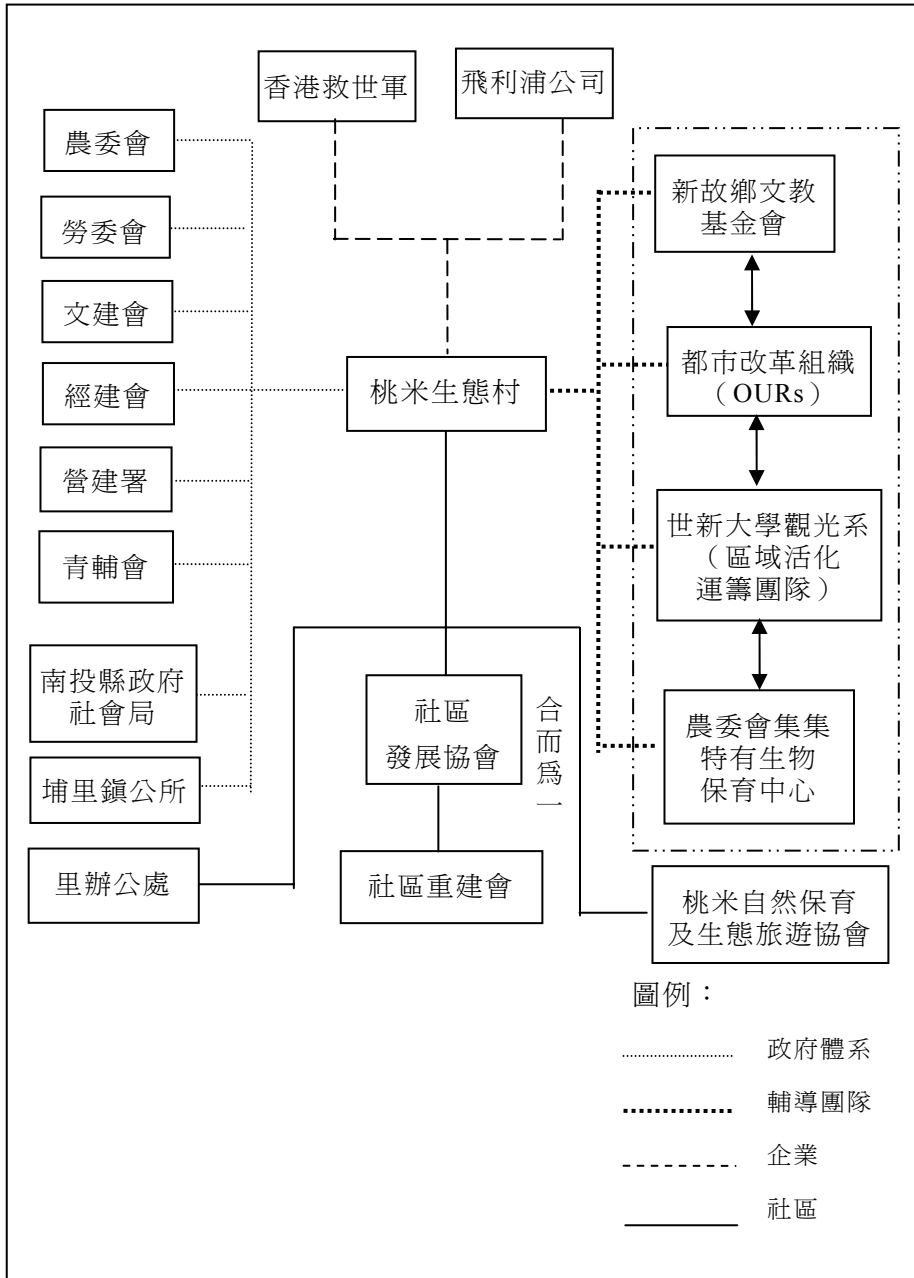 香港救世軍
飛利浦公司
農委會
勞委會
文建會
經建會
營建署
青輔會
南投縣政府
社會局
埔里鎮公所
里辦公處
桃米生態村
社區
發展協會
合而爲一
社區重建會
新故鄉文教
基金會
都市改革組織
（OURs）
世新大學觀光系
（區域活化
運籌團隊）
農委會集集
特有生物
保育中心
桃米自然保育
及生態旅遊協會
圖例：
政府體系
輔導團隊
企業
社區